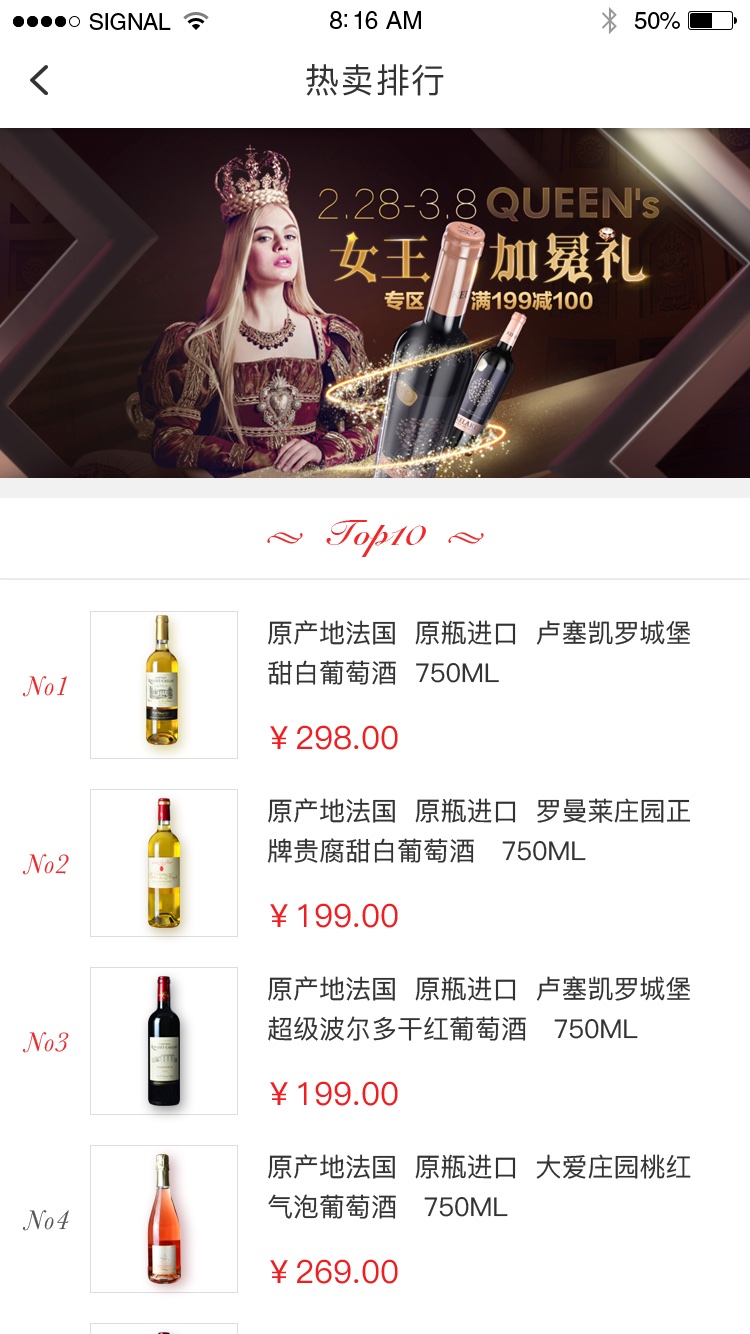 SIGNAL 8:16 AM 50%
热卖排行
2.28-3.8 QUEEN's
女王 加冕礼
专区 满199减100
Top10
No1
原产地法国 原瓶进口 卢塞凯罗城堡
甜白葡萄酒 750ML
¥298.00
No2
原产地法国 原瓶进口 罗曼莱庄园正
牌贵腐甜白葡萄酒 750ML
¥199.00
No3
原产地法国 原瓶进口 卢塞凯罗城堡
超级波尔多干红葡萄酒 750ML
¥199.00
No4
原产地法国 原瓶进口 大爱庄园桃红
气泡葡萄酒 750ML
¥269.00